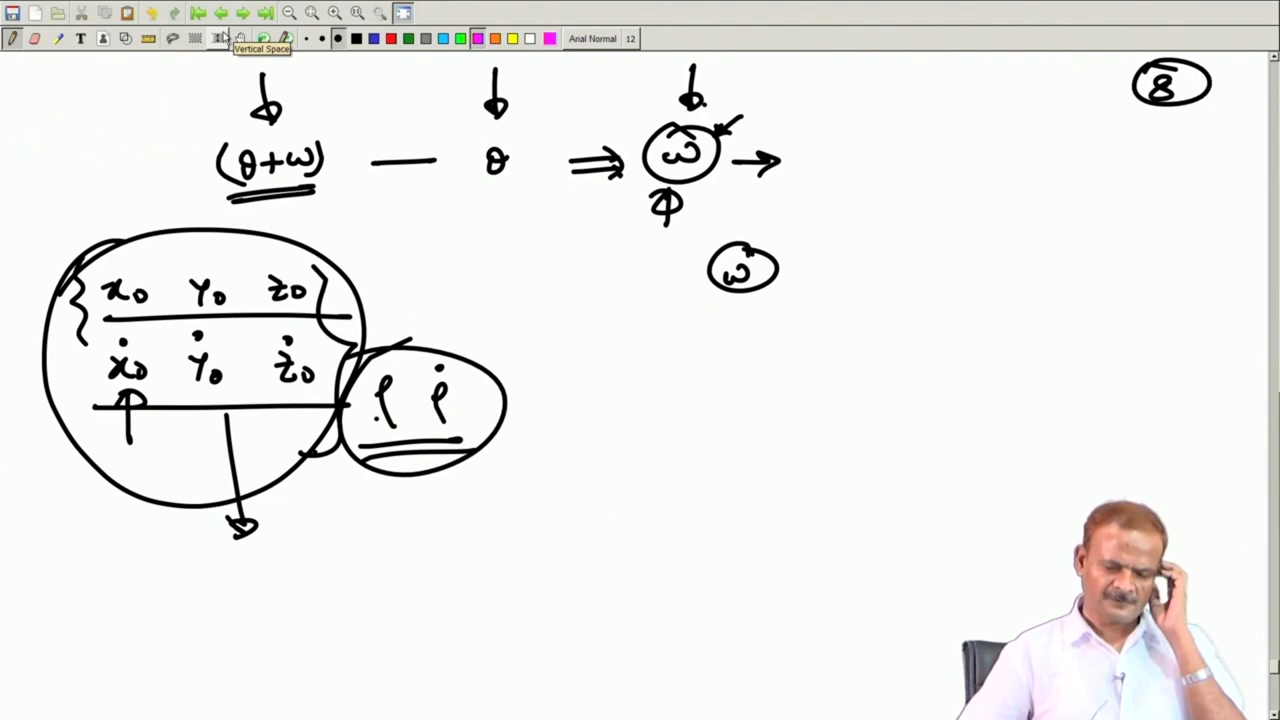 Arial Normal 12
Vertical Space
8
(θ+ω) — θ ⇒ ω →
ω
x₀ y₀ z₀
ẋ₀ ẏ₀ ż₀
ρ ρ̇